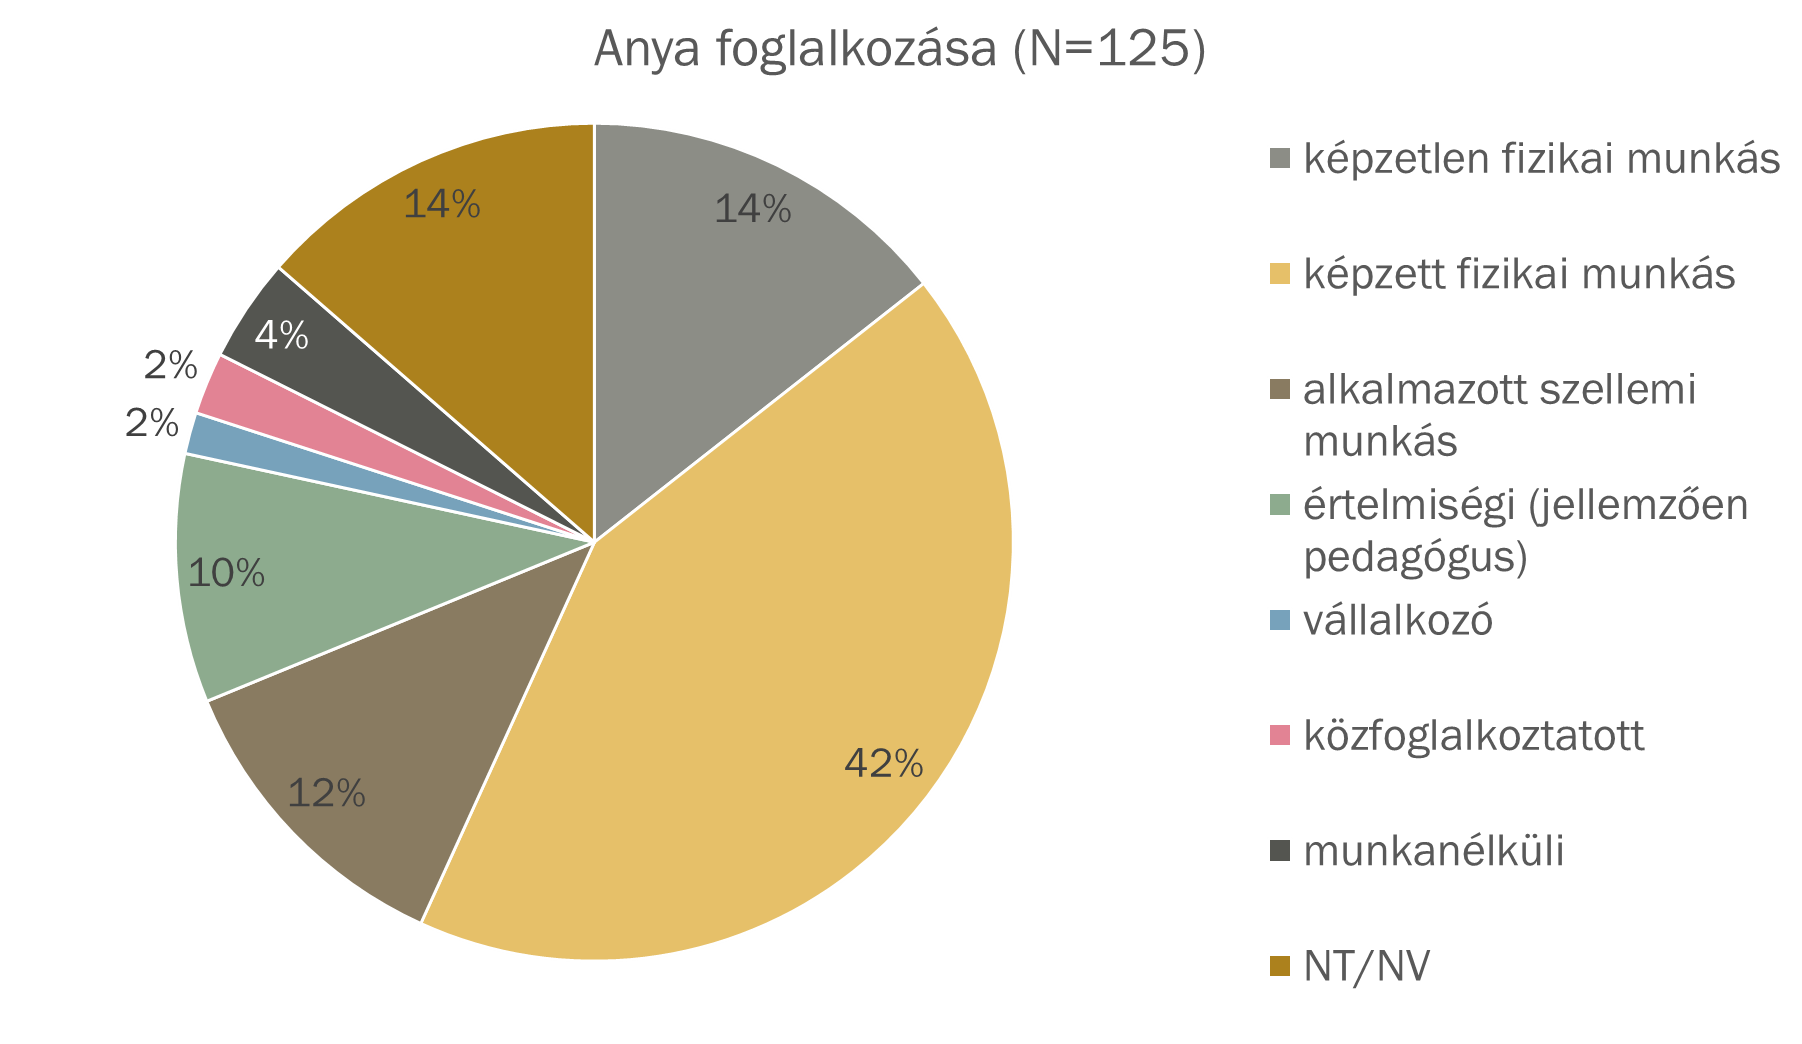 Anya foglalkozása (N=125)
14%
14%
4%
2%
2%
10%
12%
42%
képzetlen fizikai munkás
képzett fizikai munkás
alkalmazott szellemi
munkás
értelmiségi (jellemzően
pedagógus)
vállalkozó
közfoglalkoztatott
munkanélküli
NT/NV